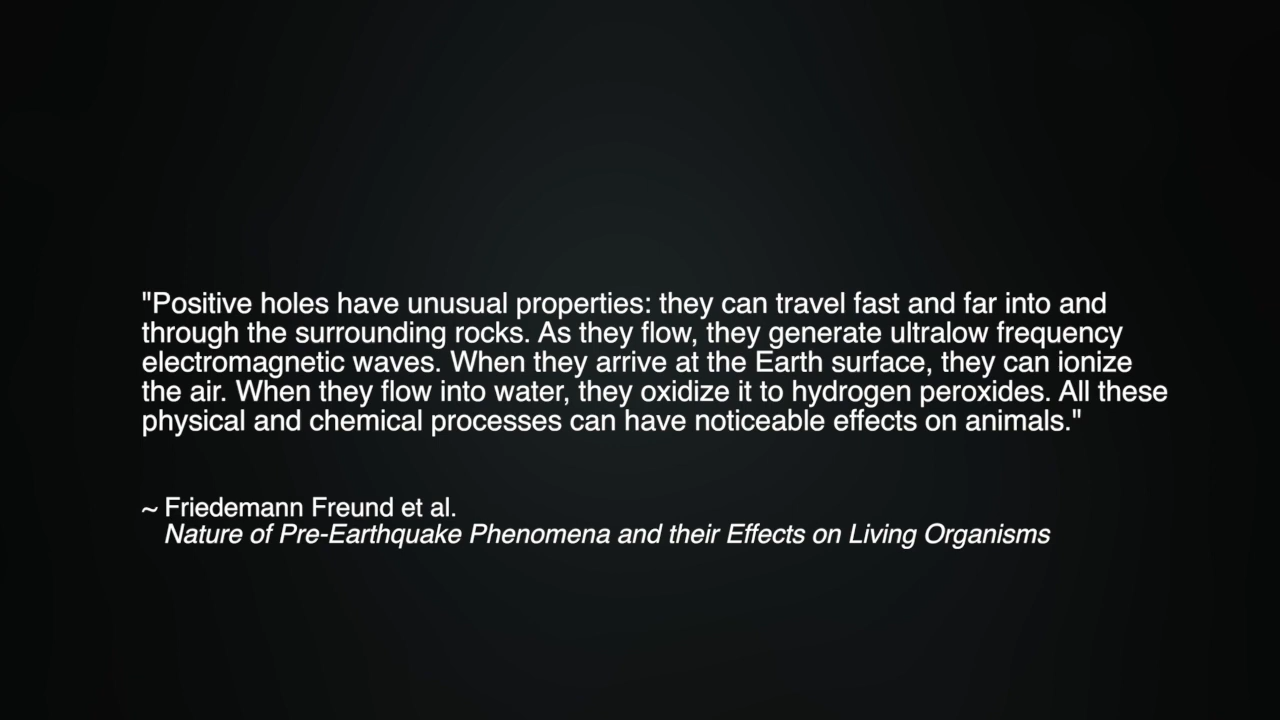 "Positive holes have unusual properties: they can travel fast and far into and
through the surrounding rocks. As they flow, they generate ultralow frequency
electromagnetic waves. When they arrive at the Earth surface, they can ionize
the air. When they flow into water, they oxidize it to hydrogen peroxides. All these
physical and chemical processes can have noticeable effects on animals."
~ Friedemann Freund et al.
Nature of Pre-Earthquake Phenomena and their Effects on Living Organisms